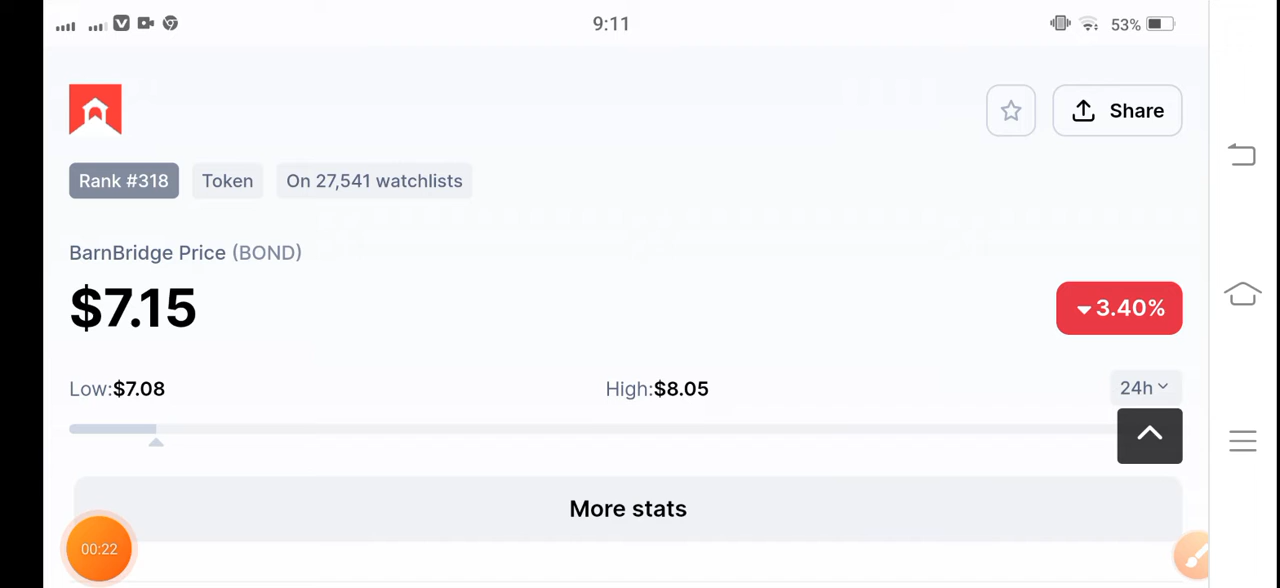 9:11
53%
Share
Rank #318 Token On 27,541 watchlists
BarnBridge Price (BOND)
$7.15
3.40%
Low:$7.08 High:$8.05 24h
More stats
00:22